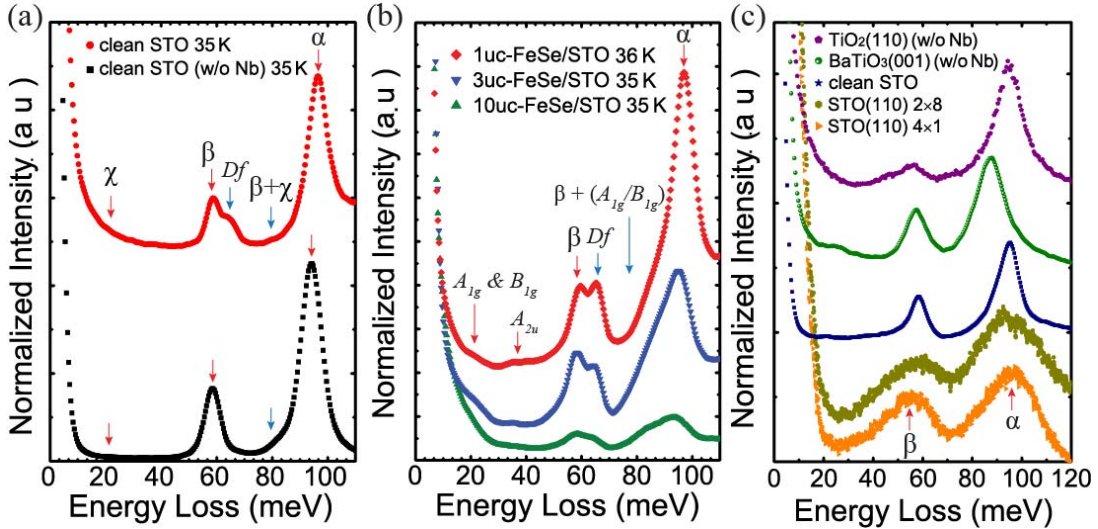 (a)
clean STO 35 K
clean STO (w/o Nb) 35 K
α
χ
β
Df
β+χ
Normalized Intensity (a u)
0 20 40 60 80 100
Energy Loss (meV)
(b)
1uc-FeSe/STO 36 K
3uc-FeSe/STO 35 K
10uc-FeSe/STO 35 K
α
β + (A1g/B1g)
β Df
A1g & B1g
A2u
Normalized Intensity (a. u)
0 20 40 60 80 100
Energy Loss (meV)
(c)
TiO2(110) (w/o Nb)
BaTiO3(001) (w/o Nb)
clean STO
STO(110) 2×8
STO(110) 4×1
β
α
Normalized Intensity (a u)
0 20 40 60 80 100 120
Energy Loss (meV)